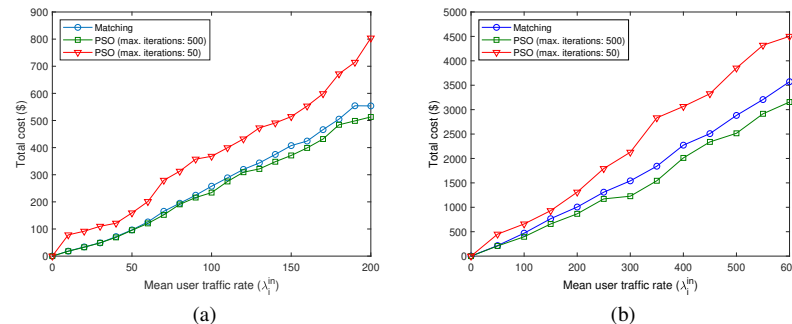 900
800
700
600
500
400
300
200
100
0
Total cost ($)
Matching
PSO (max. iterations: 500)
PSO (max. iterations: 50)
0 50 100 150 200
Mean user traffic rate (λ_i^in)
(a)
5000
4500
4000
3500
3000
2500
2000
1500
1000
500
0
Total cost ($)
Matching
PSO (max. iterations: 500)
PSO (max. iterations: 50)
0 100 200 300 400 500 600
Mean user traffic rate (λ_i^in)
(b)